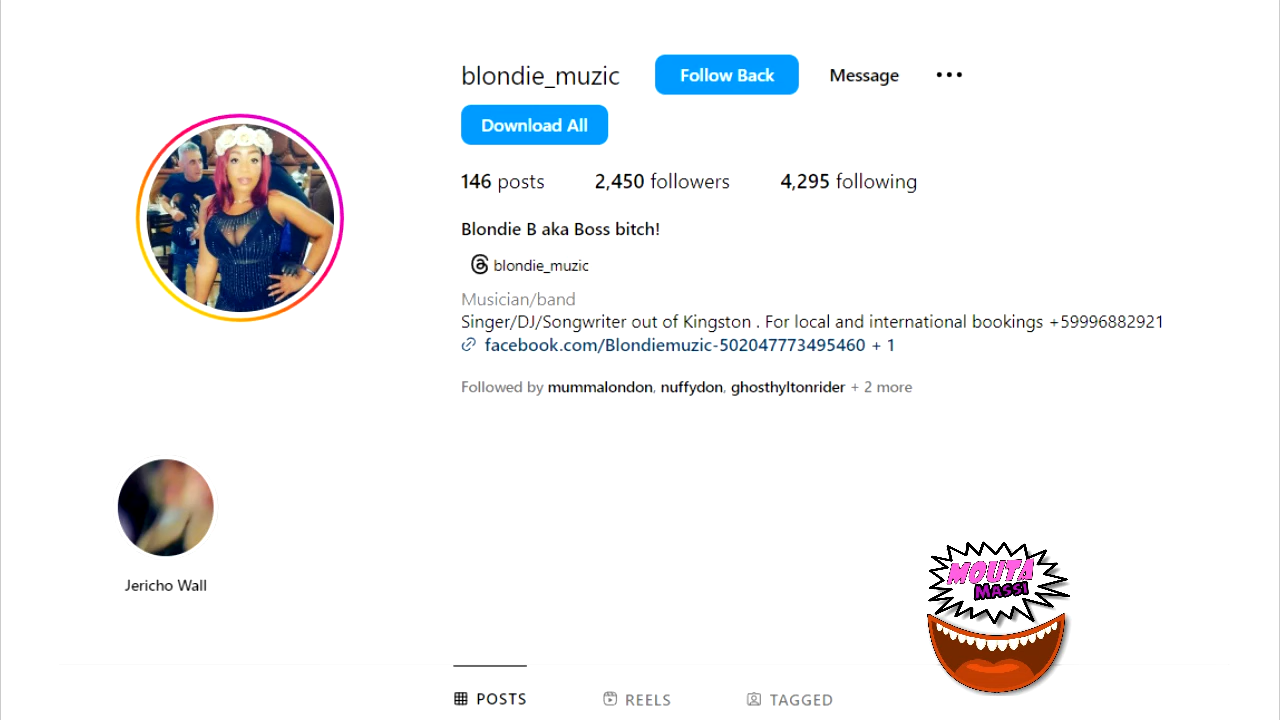 blondie_muzic Follow Back Message
Download All
146 posts 2,450 followers 4,295 following
Blondie B aka Boss bitch!
blondie_muzic
Musician/band
Singer/DJ/Songwriter out of Kingston . For local and international bookings +59996882921
facebook.com/Blondiemuzic-502047773495460 + 1
Followed by mummalondon, nuffydon, ghosthyltonrider + 2 more
Jericho Wall
MOUTA
MASSI
POSTS REELS TAGGED